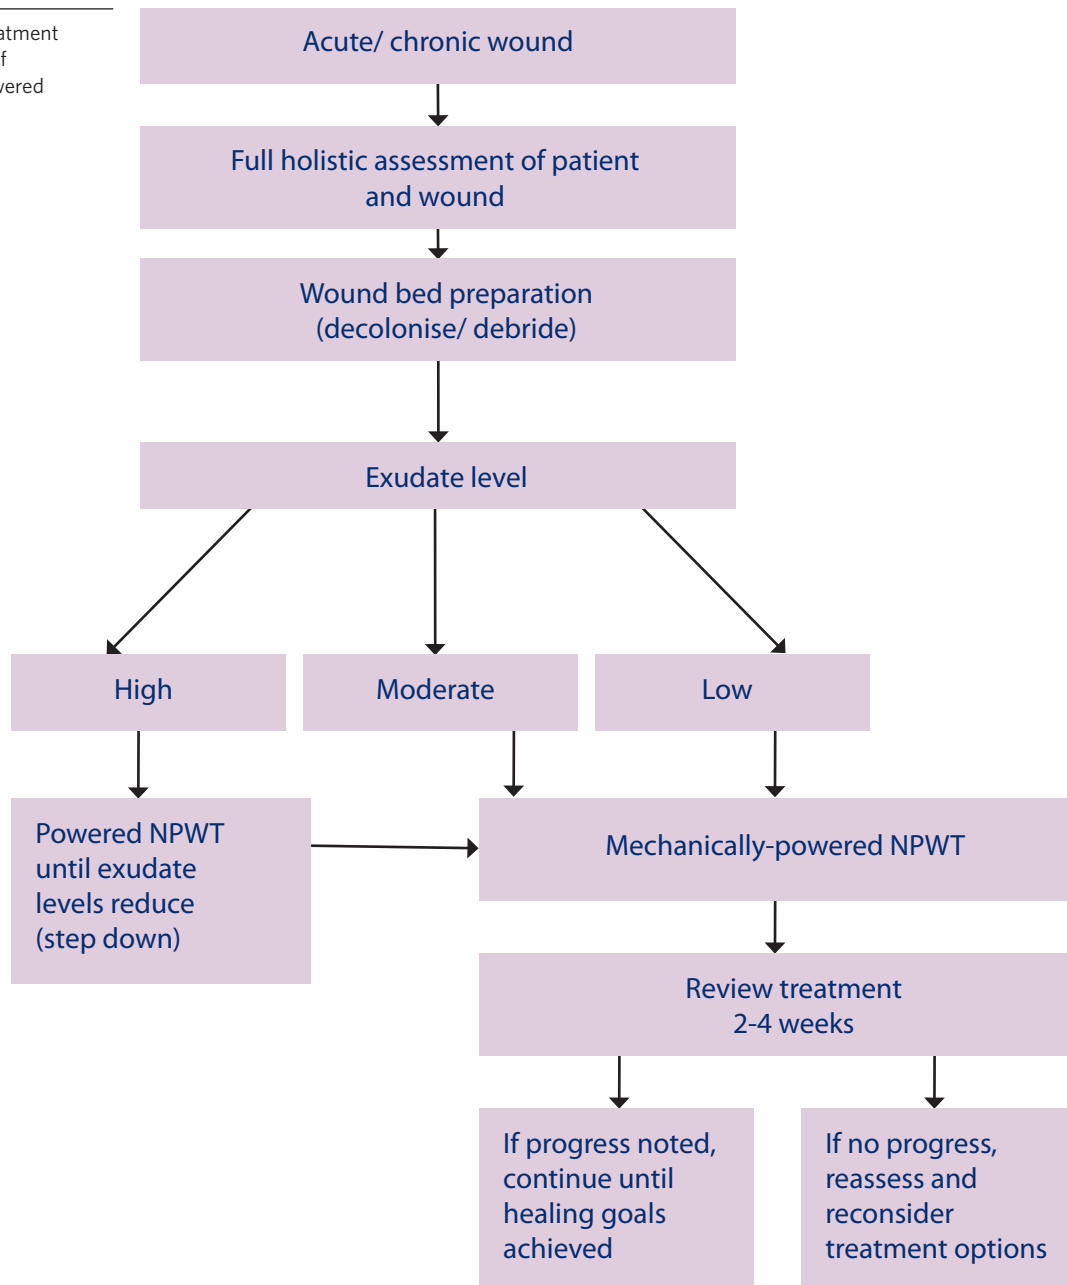 atment
f
vered
Acute/ chronic wound
Full holistic assessment of patient
and wound
Wound bed preparation
(decolonise/ debride)
Exudate level
High
Moderate
Low
Powered NPWT
until exudate
levels reduce
(step down)
Mechanically-powered NPWT
Review treatment
2-4 weeks
If progress noted,
continue until
healing goals
achieved
If no progress,
reassess and
reconsider
treatment options